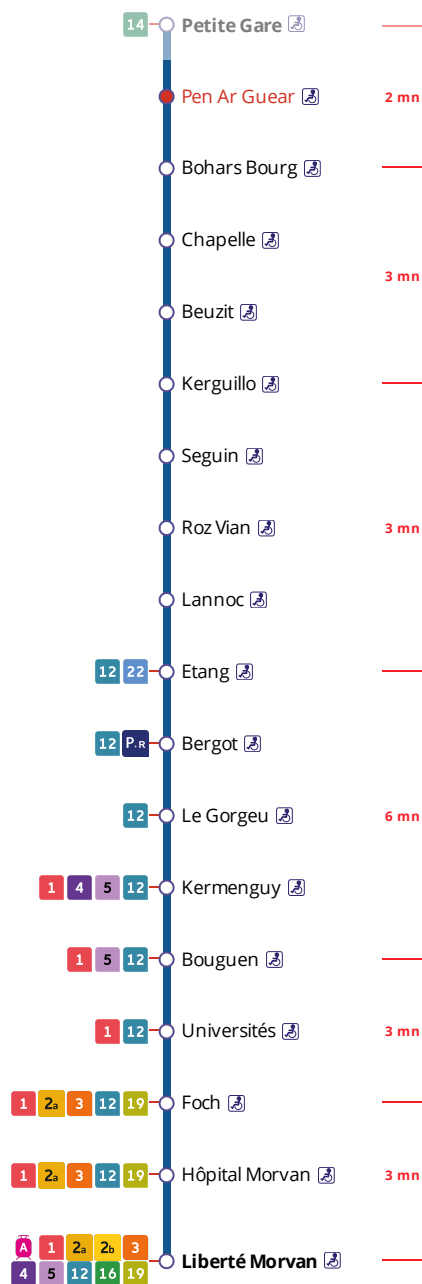 14 Petite Gare
Pen Ar Guear 2 mn
Bohars Bourg
Chapelle
3 mn
Beuzit
Kerguillo
Seguin
Roz Vian 3 mn
Lannoc
12 22 Etang
12 P+R Bergot
12 Le Gorgeu 6 mn
1 4 5 12 Kermenguy
1 5 12 Bouguen
1 12 Universités 3 mn
1 2a 3 12 19 Foch
1 2a 3 12 19 Hôpital Morvan 3 mn
A 1 2a 2b 3
4 5 12 16 19 Liberté Morvan